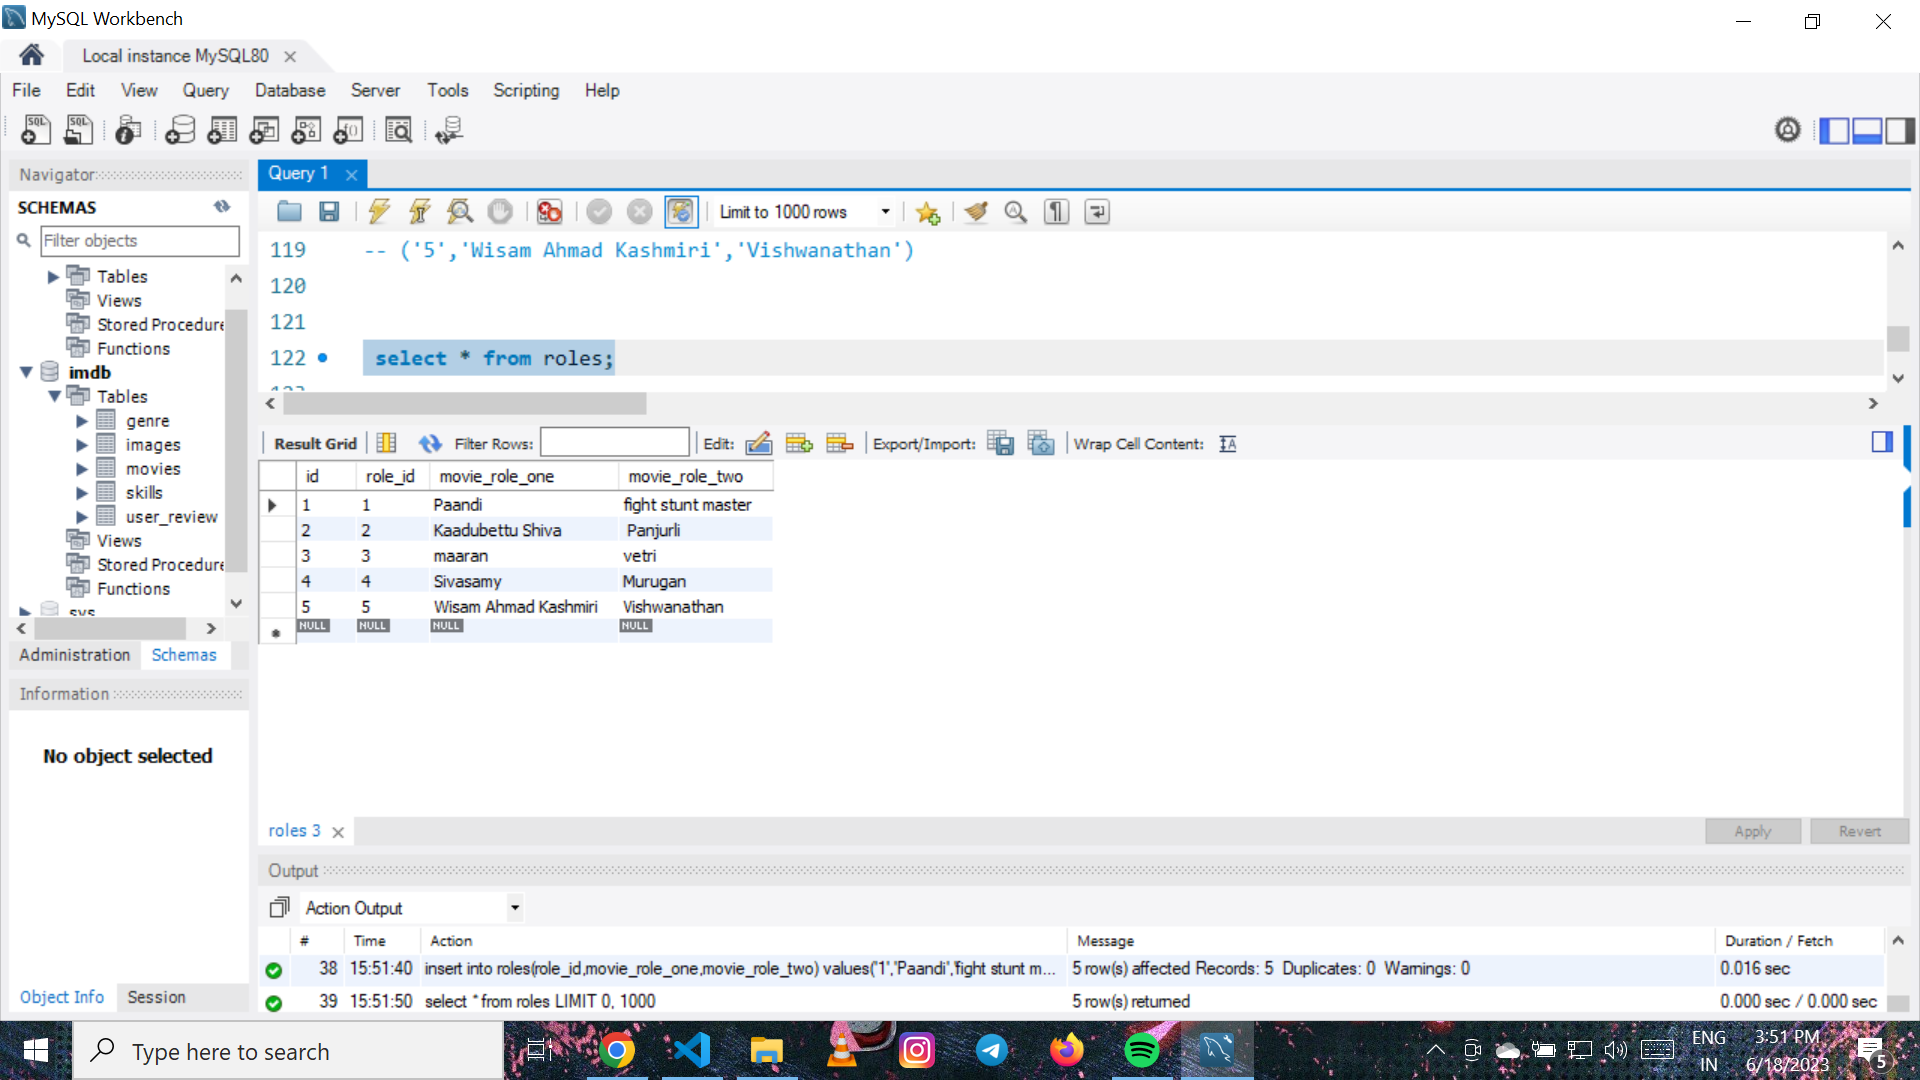 MySQL Workbench
Local instance MySQL80
File Edit View Query Database Server Tools Scripting Help
Navigator
Query 1
SCHEMAS
Filter objects
Limit to 1000 rows
Tables
Views
Stored Procedure
Functions
imdb
Tables
genre
images
movies
skills
user_review
Views
Stored Procedure
Functions
sys
Administration Schemas
Information
No object selected
Object Info Session
119 -- ('5','Wisam Ahmad Kashmiri','Vishwanathan')
120
121
122 select * from roles;
123
Result Grid Filter Rows: Edit: Export/Import: Wrap Cell Content:
id role_id movie_role_one movie_role_two
1 1 Paandi fight stunt master
2 2 Kaadubettu Shiva Panjurli
3 3 maaran vetri
4 4 Sivasamy Murugan
5 5 Wisam Ahmad Kashmiri Vishwanathan
NULL NULL NULL NULL
roles 3
Apply Revert
Output
Action Output
# Time Action Message Duration / Fetch
38 15:51:40 insert into roles(role_id,movie_role_one,movie_role_two) values('1','Paandi','fight stunt m... 5 row(s) affected Records: 5 Duplicates: 0 Warnings: 0 0.016 sec
39 15:51:50 select * from roles LIMIT 0, 1000 5 row(s) returned 0.000 sec / 0.000 sec
Type here to search
ENG
IN
3:51 PM
6/18/2023
5